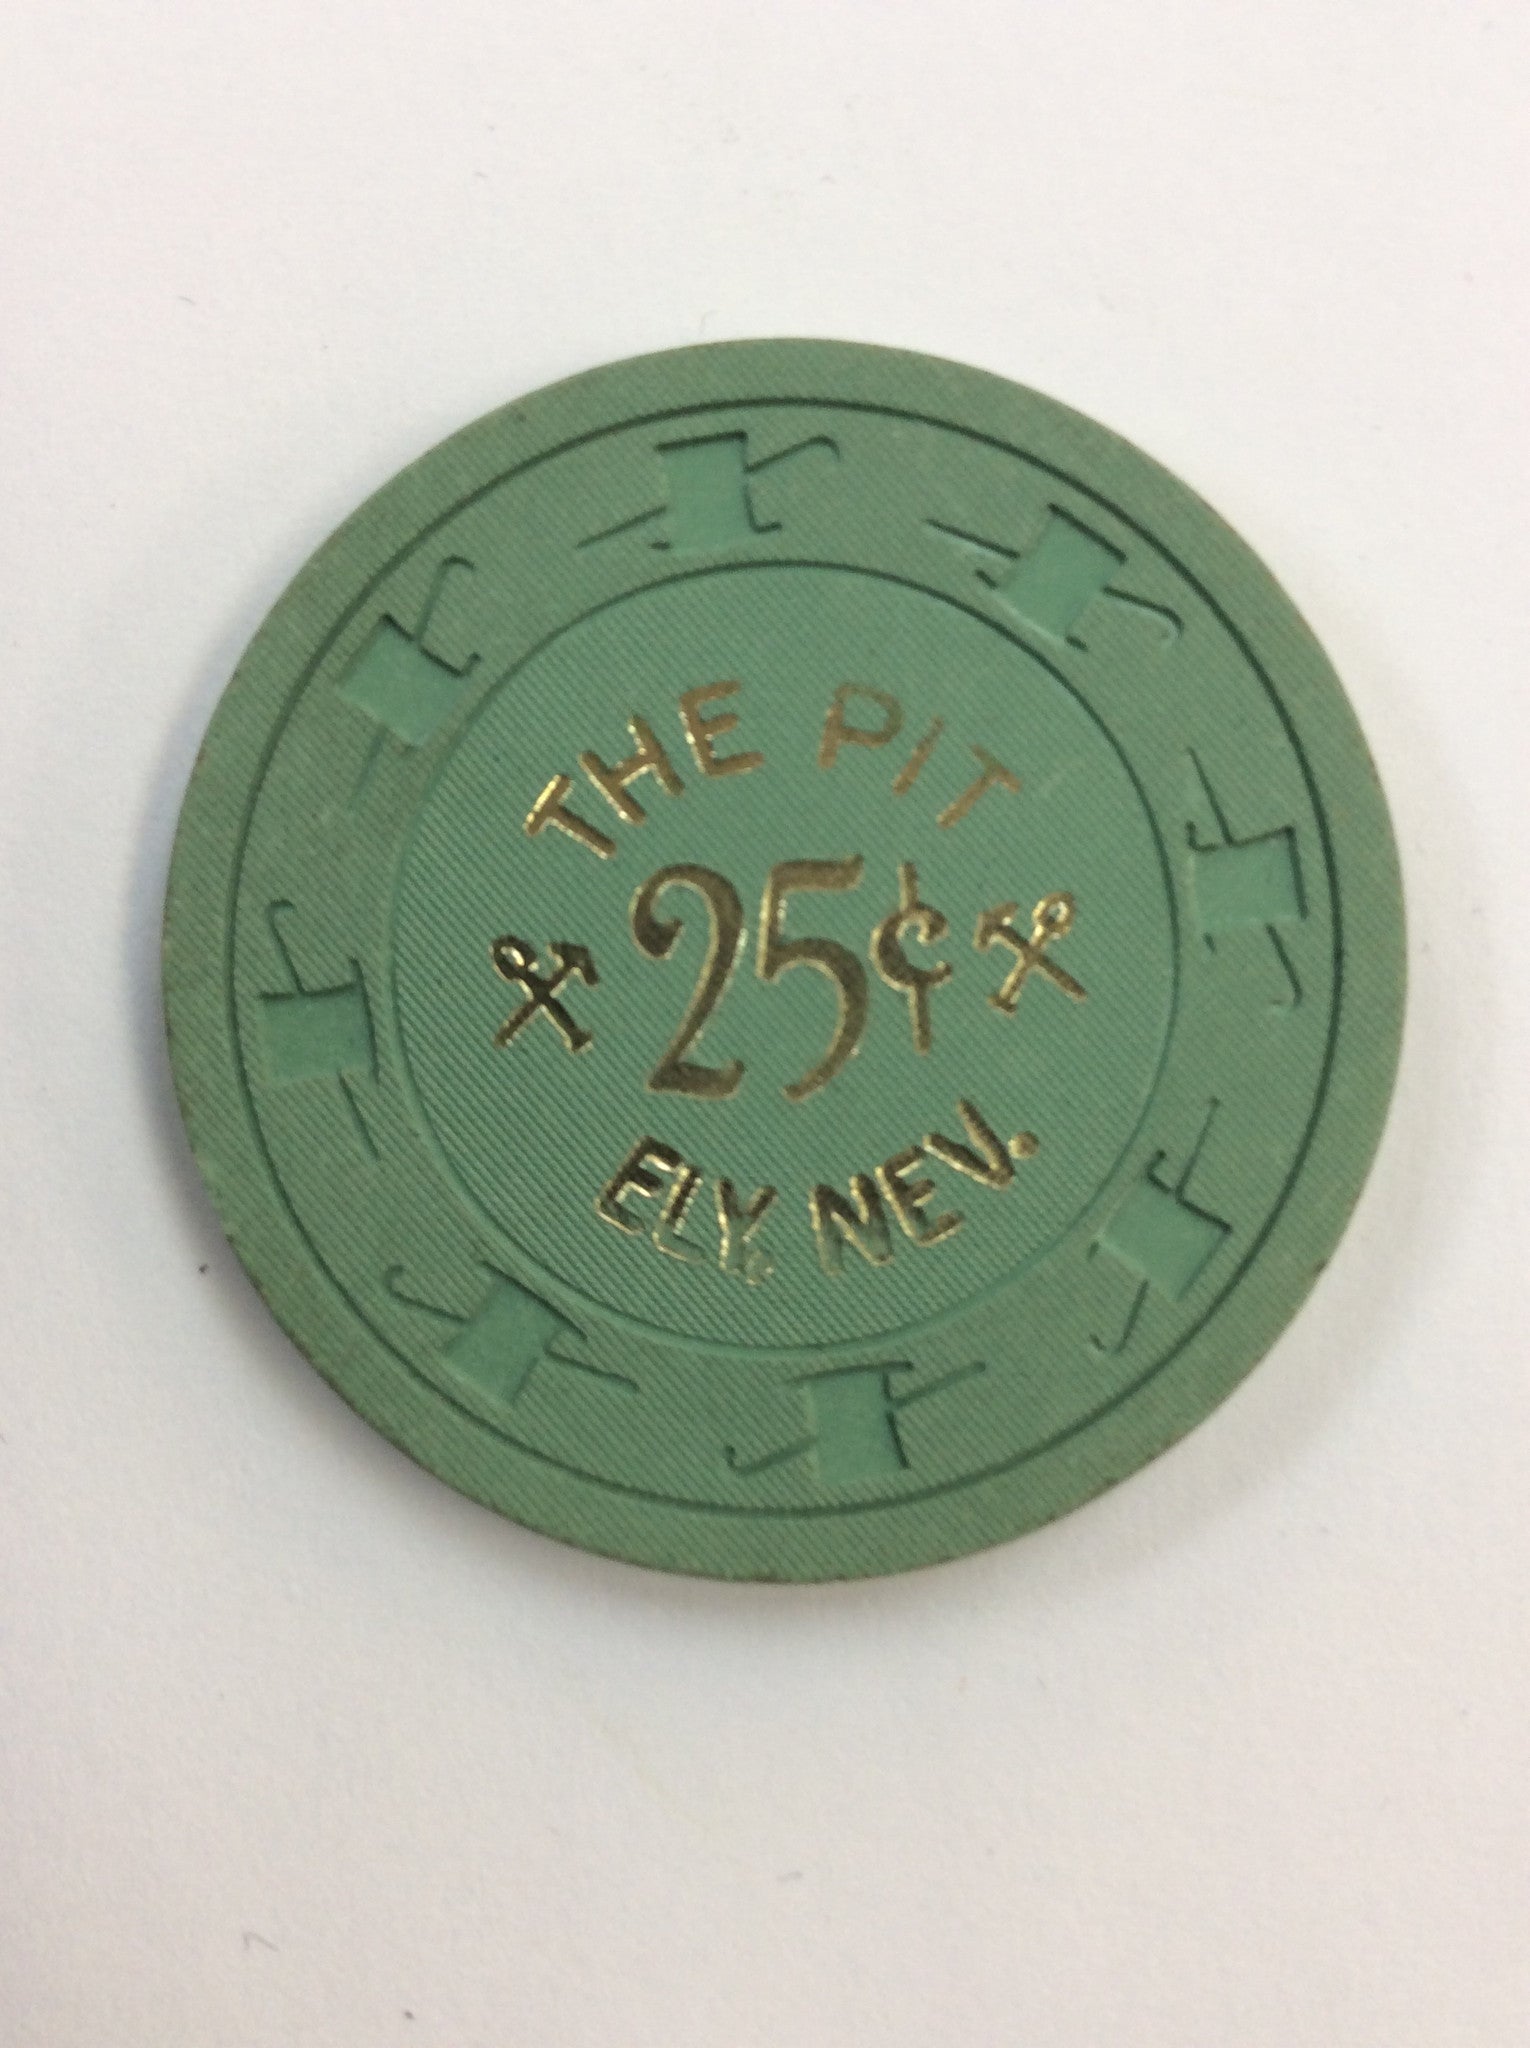 THE PIT
25¢
ELY, NEV.